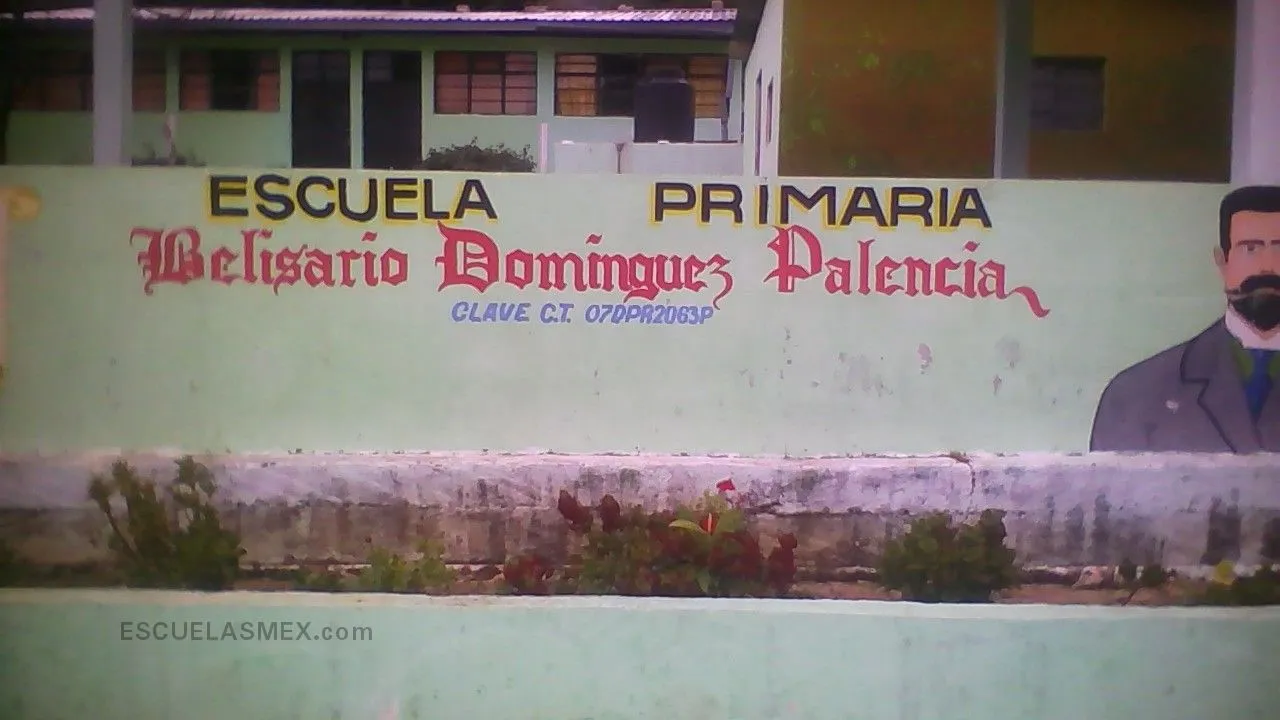 ESCUELA PRIMARIA
Belisario Dominguez Palencia
CLAVE C.T. 07DPR2063P
ESCUELASMEX.com